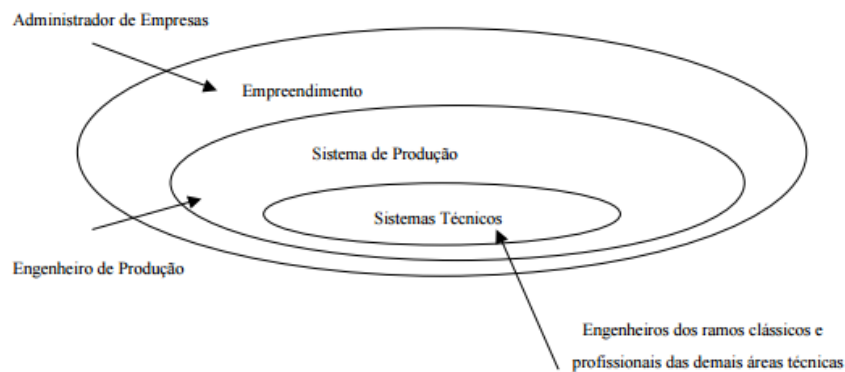 Administrador de Empresas
Empreendimento
Sistema de Produção
Sistemas Técnicos
Engenheiro de Produção
Engenheiros dos ramos clássicos e
profissionais das demais áreas técnicas